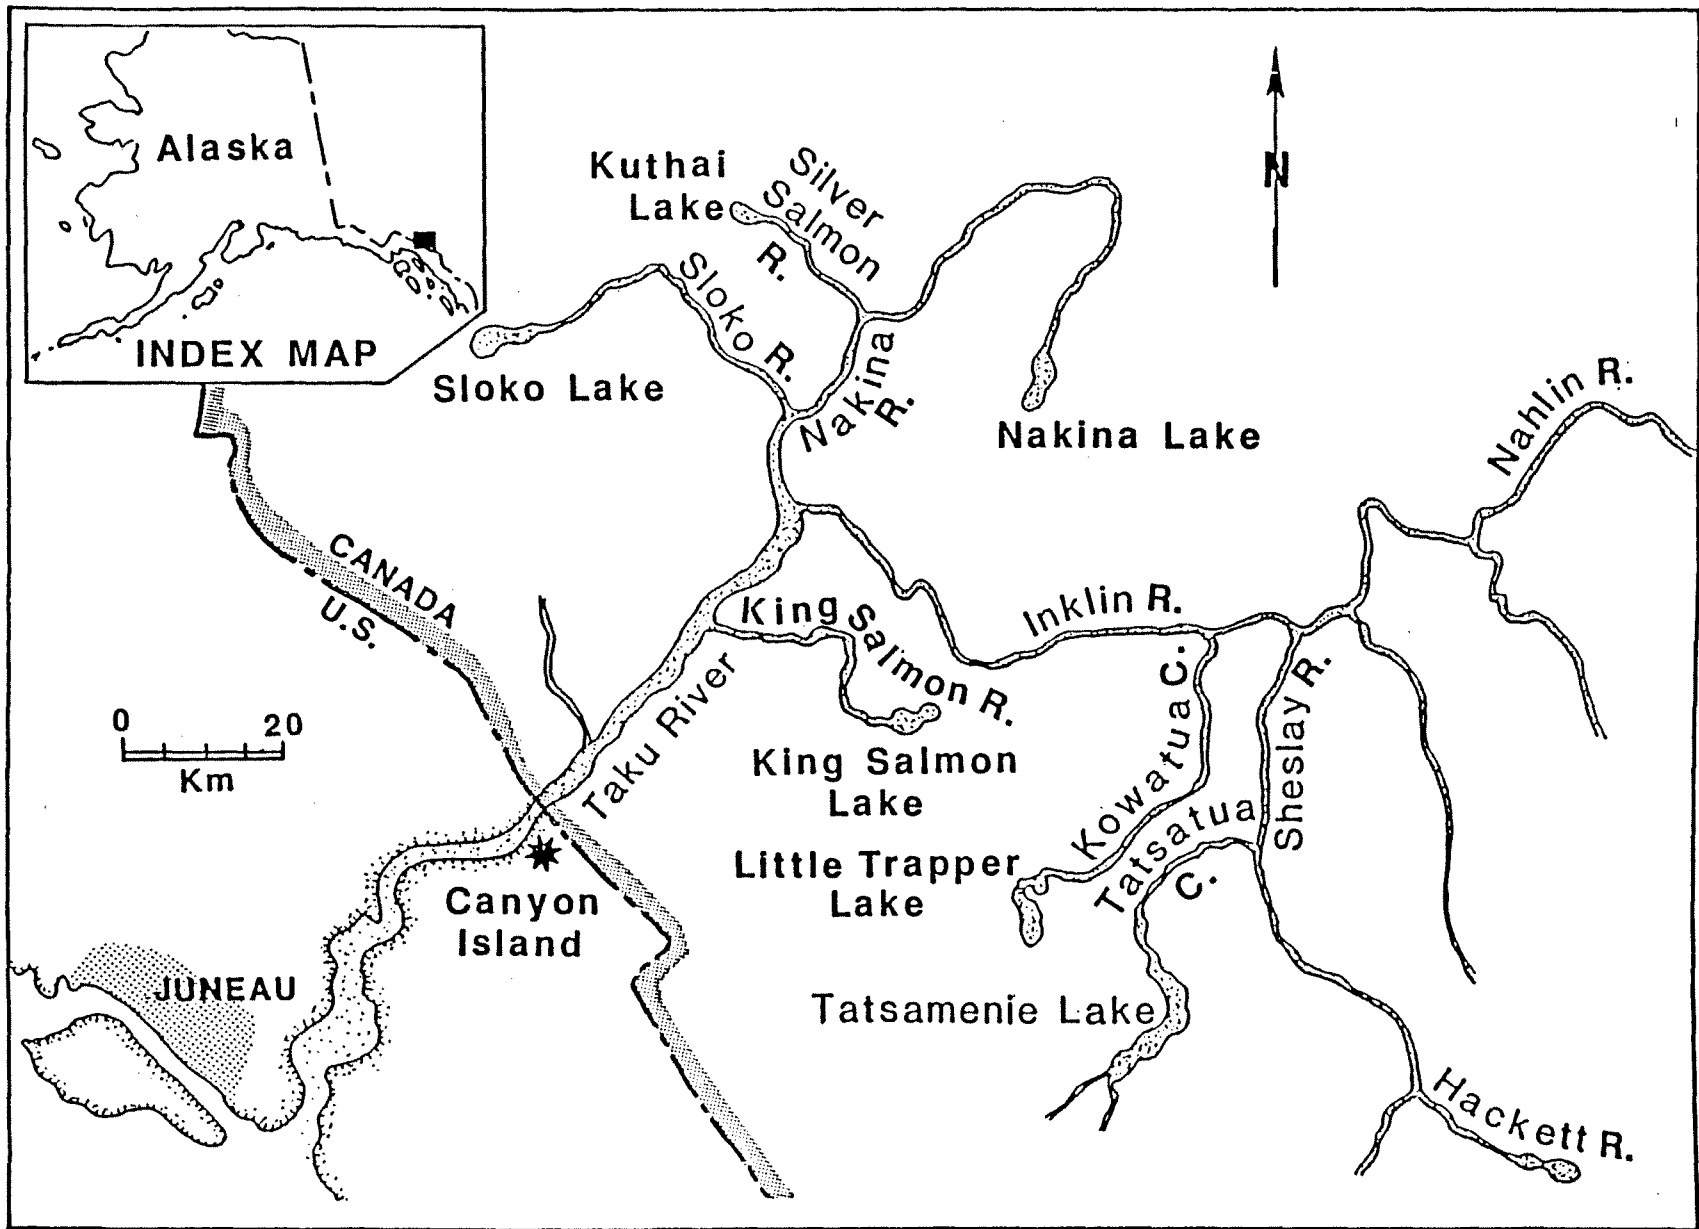 Alaska
INDEX MAP
N
Kuthai
Lake
Silver
Salmon
R.
Sloko R.
Sloko Lake
Nakina
R.
Nakina Lake
Nahlin R.
CANADA
U.S.
King Salmon R.
Inklin R.
0 20
Km
Taku River
King Salmon
Lake
Kowatua C.
Sheslay R.
Tatsatua
C.
Little Trapper
Lake
Canyon
Island
JUNEAU
Tatsamenie Lake
Hackett R.